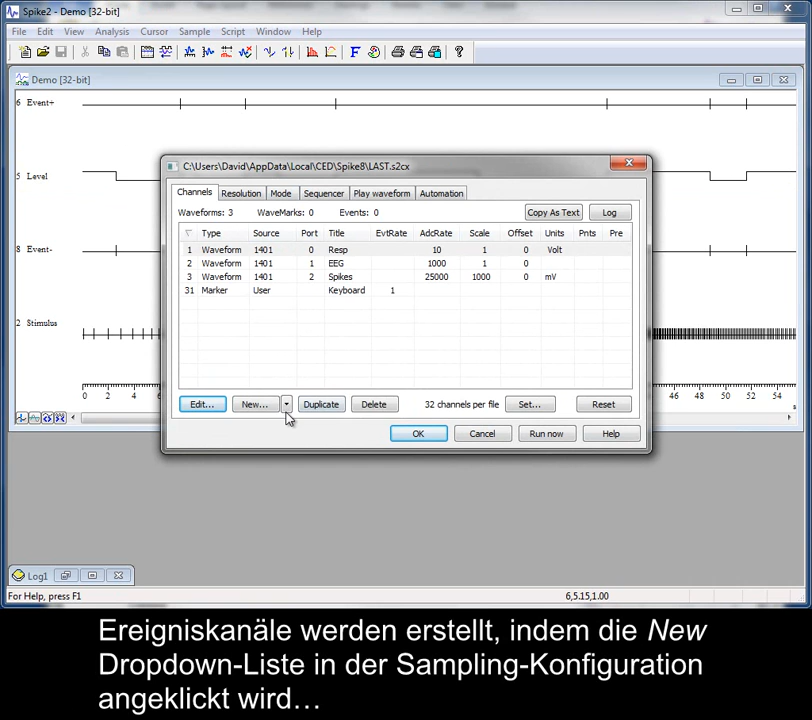 Spike2 - Demo [32-bit]
File Edit View Analysis Cursor Sample Script Window Help
Demo [32-bit]
6 Event+
5 Level
8 Event-
2 Stimulus
0 2 4 6 8 46 48 50 52 54
C:\Users\David\AppData\Local\CED\Spike8\LAST.s2cx
Channels Resolution Mode Sequencer Play waveform Automation
Waveforms: 3 WaveMarks: 0 Events: 0 Copy As Text Log
Type Source Port Title EvtRate AdcRate Scale Offset Units Pnts Pre
1 Waveform 1401 0 Resp 10 1 0 Volt
2 Waveform 1401 1 EEG 1000 1 0
3 Waveform 1401 2 Spikes 25000 1000 0 mV
31 Marker User Keyboard 1
Edit... New... Duplicate Delete 32 channels per file Set... Reset
OK Cancel Run now Help
Log1
For Help, press F1 6,5.15,1.00
Ereigniskanäle werden erstellt, indem die New
Dropdown-Liste in der Sampling-Konfiguration
angeklickt wird…